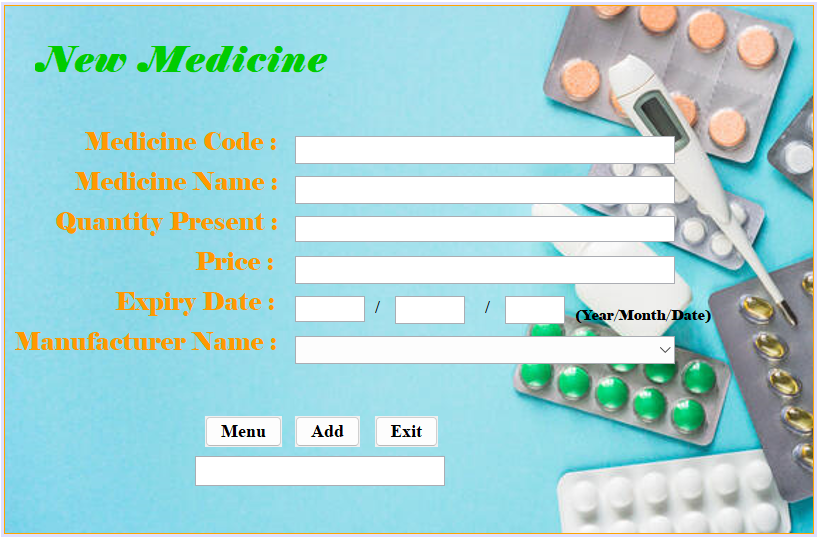 New Medicine
Medicine Code :
Medicine Name :
Quantity Present :
Price :
Expiry Date : / / (Year/Month/Date)
Manufacturer Name :
Menu Add Exit